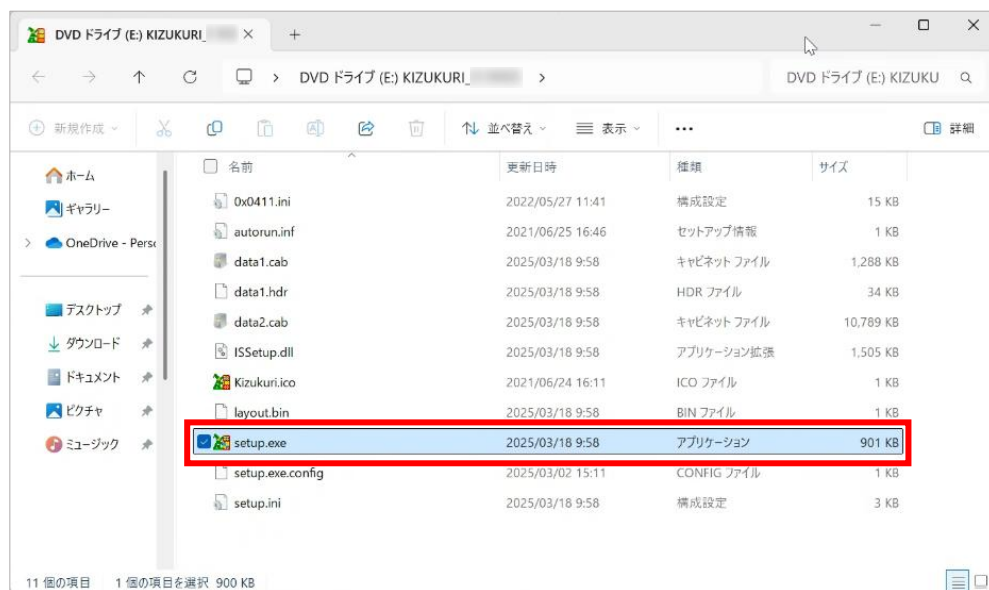 DVD ドライブ (E:) KIZUKURI_
DVD ドライブ (E:) KIZUKURI_
DVD ドライブ (E:) KIZUKU
新規作成
並べ替え
表示
詳細
名前 更新日時 種類 サイズ
ホーム
ギャラリー
OneDrive - Perso
デスクトップ
ダウンロード
ドキュメント
ピクチャ
ミュージック
0x0411.ini 2022/05/27 11:41 構成設定 15 KB
autorun.inf 2021/06/25 16:46 セットアップ情報 1 KB
data1.cab 2025/03/18 9:58 キャビネット ファイル 1,288 KB
data1.hdr 2025/03/18 9:58 HDR ファイル 34 KB
data2.cab 2025/03/18 9:58 キャビネット ファイル 10,789 KB
ISSetup.dll 2025/03/18 9:58 アプリケーション拡張 1,505 KB
Kizukuri.ico 2021/06/24 16:11 ICO ファイル 1 KB
layout.bin 2025/03/18 9:58 BIN ファイル 1 KB
setup.exe 2025/03/18 9:58 アプリケーション 901 KB
setup.exe.config 2025/03/02 15:11 CONFIG ファイル 1 KB
setup.ini 2025/03/18 9:58 構成設定 3 KB
11 個の項目 1 個の項目を選択 900 KB